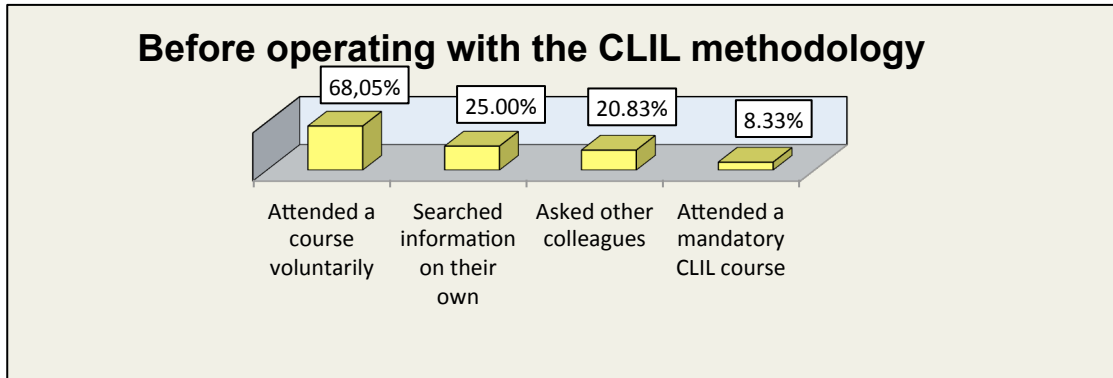 Before operating with the CLIL methodology
68,05%
25.00%
20.83%
8.33%
Attended a
course
voluntarily
Searched
information
on their
own
Asked other
colleagues
Attended a
mandatory
CLIL course